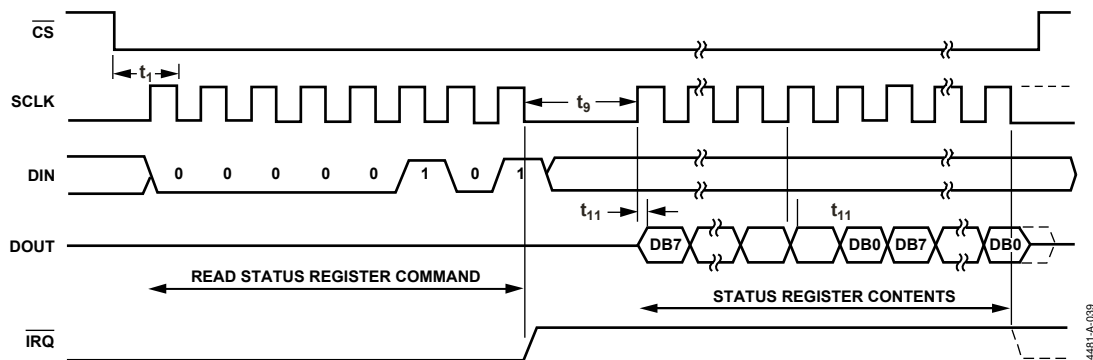 CS
t1
SCLK
t9
DIN
0 0 0 0 0 1 0 1
t11
t11
DOUT
DB7 DB0 DB7 DB0
READ STATUS REGISTER COMMAND
STATUS REGISTER CONTENTS
IRQ
4481-A-039